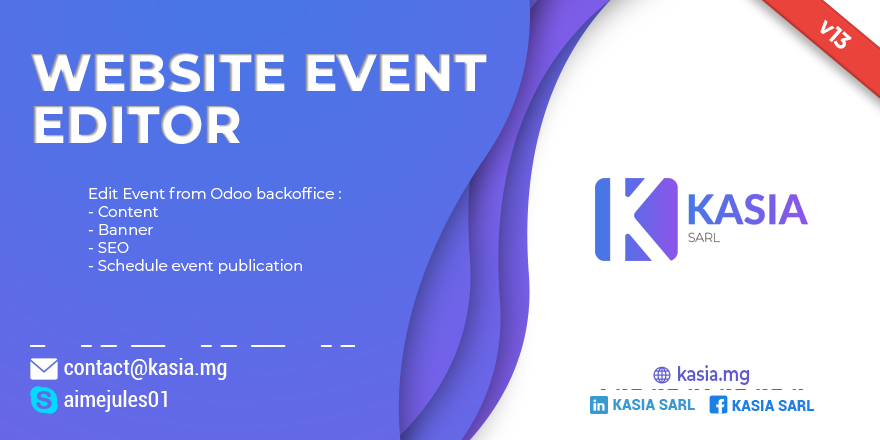 WEBSITE EVENT
EDITOR
v13
Edit Event from Odoo backoffice :
- Content
- Banner
- SEO
- Schedule event publication
KASIA
SARL
contact@kasia.mg
aimejules01
kasia.mg
in KASIA SARL
KASIA SARL